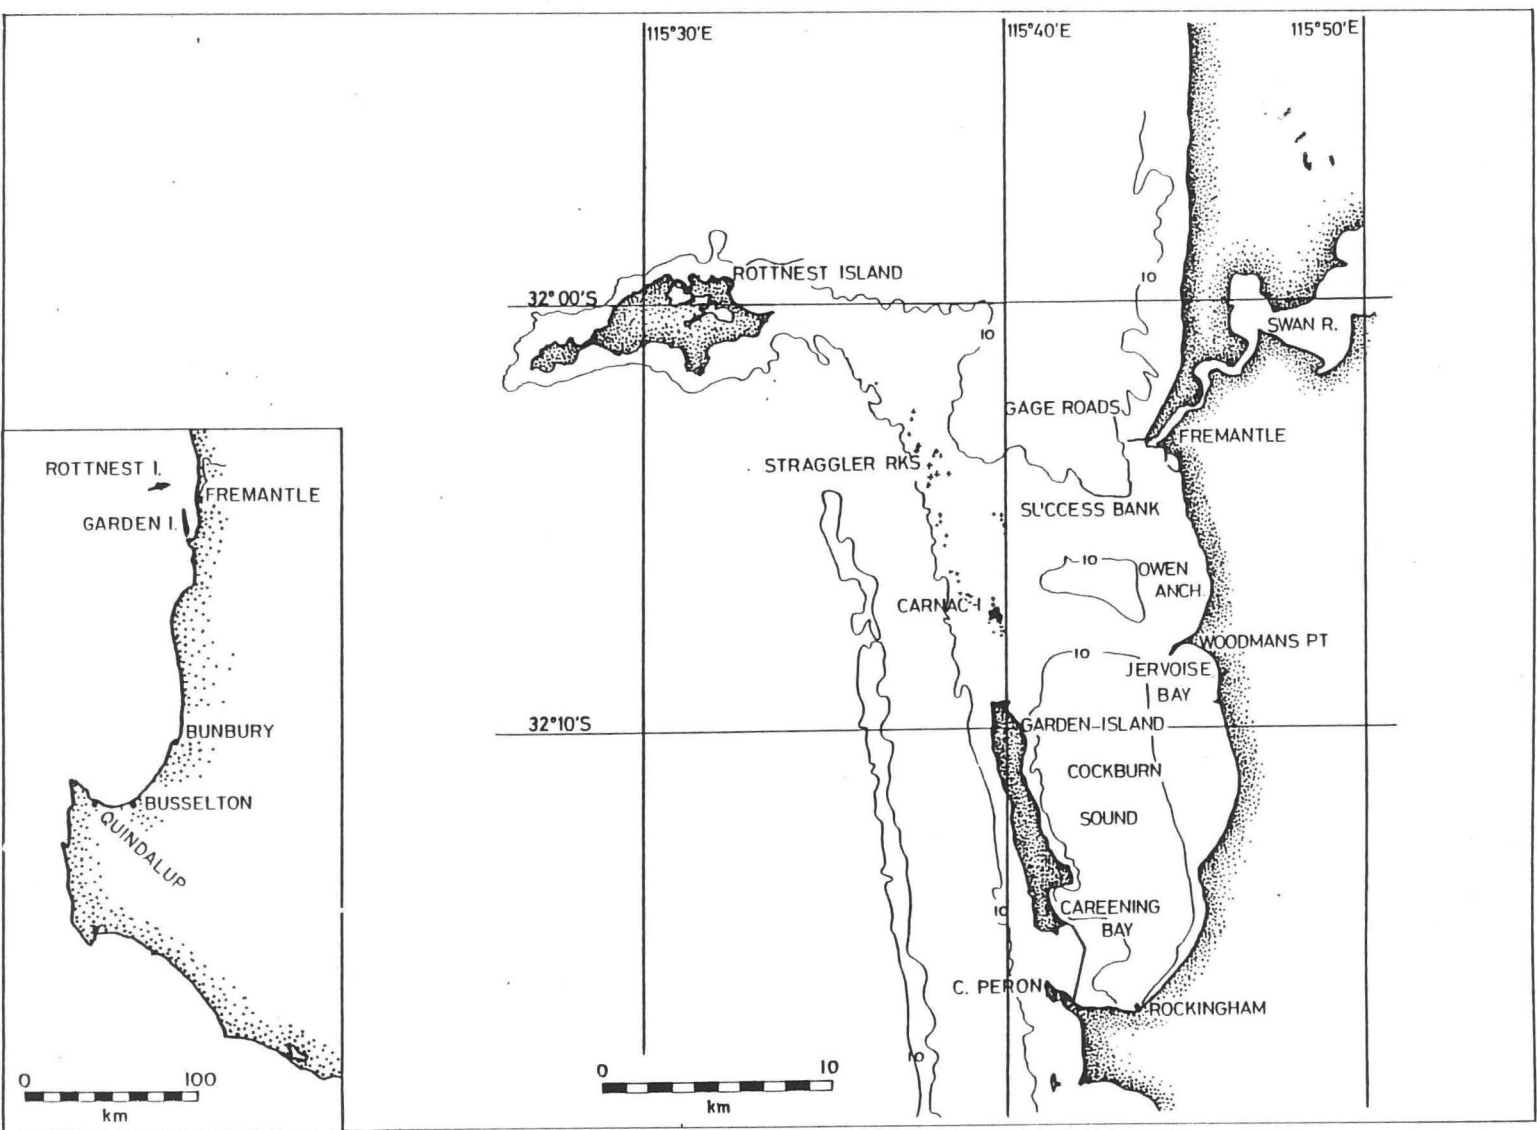 115°30'E
115°40'E
115°50'E
ROTTNEST ISLAND
10
32°00'S
SWAN R.
10
GAGE ROADS
FREMANTLE
STRAGGLER RKS
SUCCESS BANK
10
OWEN
ANCH.
CARNAC I
WOODMANS PT
10
JERVOISE
BAY
32°10'S
GARDEN ISLAND
COCKBURN
SOUND
CAREENING
BAY
10
C. PERON
ROCKINGHAM
10
0 10
km
ROTTNEST I.
FREMANTLE
GARDEN I.
BUNBURY
BUSSELTON
QUINDALUP
0 100
km